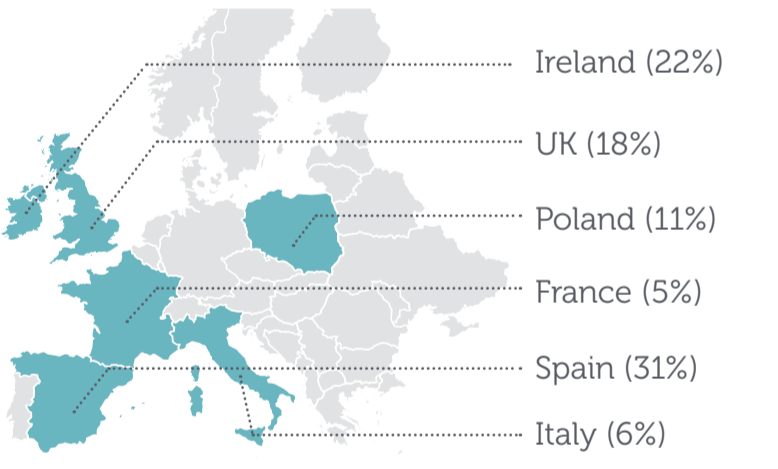 Ireland (22%)
UK (18%)
Poland (11%)
France (5%)
Spain (31%)
Italy (6%)